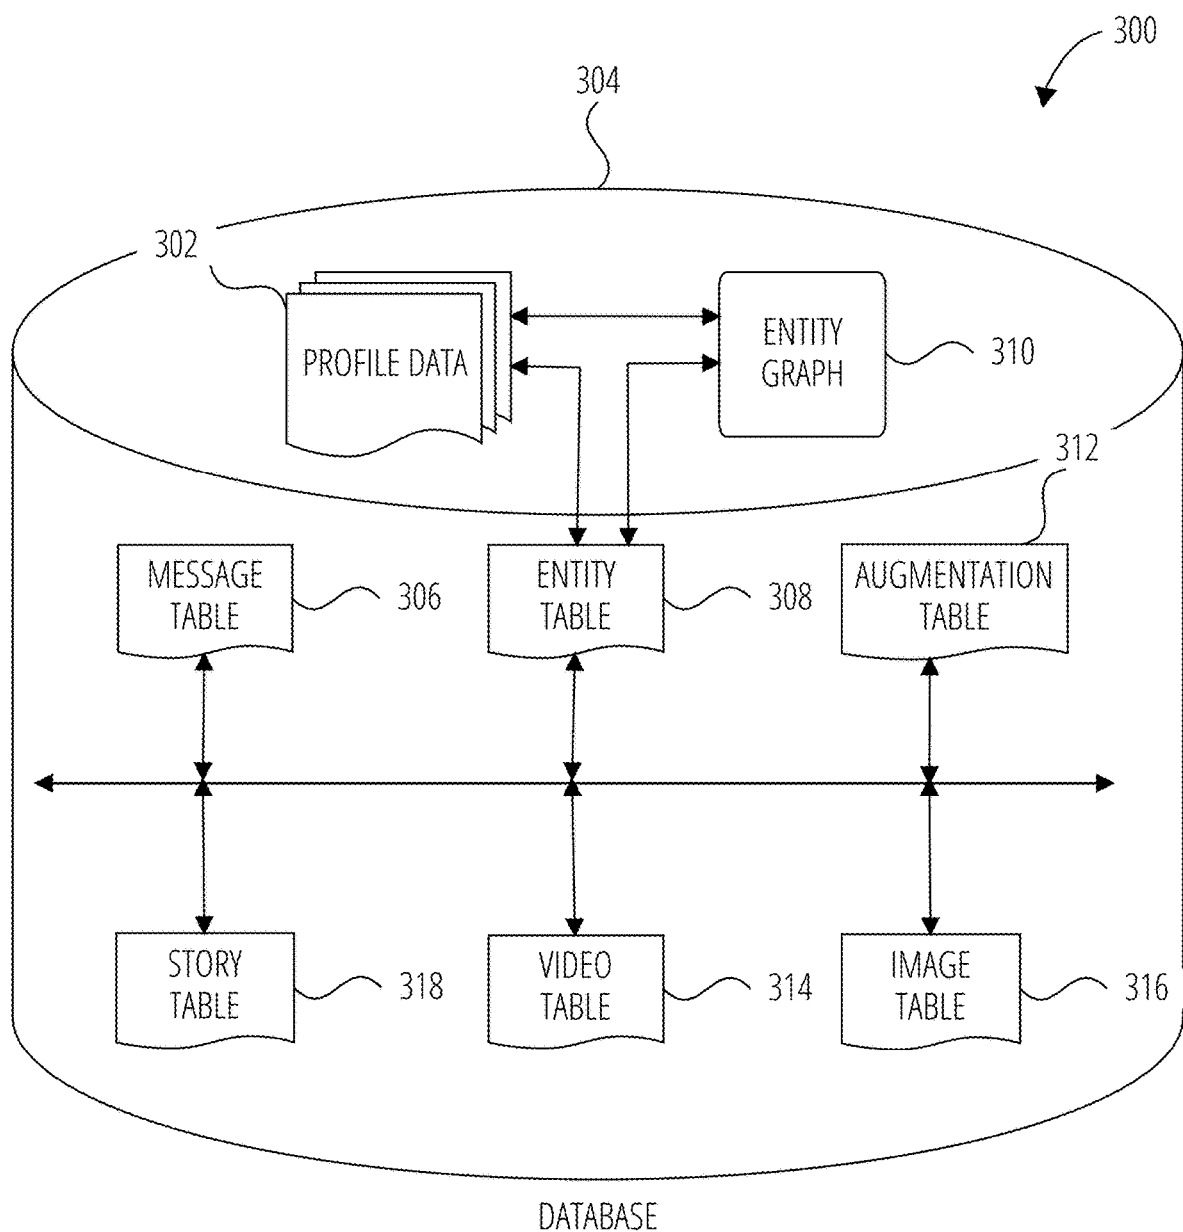 300
304
302
PROFILE DATA
ENTITY
GRAPH
310
312
MESSAGE
TABLE
306
ENTITY
TABLE
308
AUGMENTATION
TABLE
STORY
TABLE
318
VIDEO
TABLE
314
IMAGE
TABLE
316
DATABASE